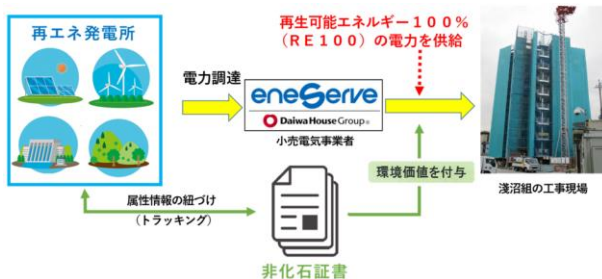 再エネ発電所
電力調達
eneServe
Daiwa House Group®
小売電気事業者
再生可能エネルギー100%
(RE100)の電力を供給
環境価値を付与
淺沼組の工事現場
属性情報の紐づけ
(トラッキング)
非化石証書